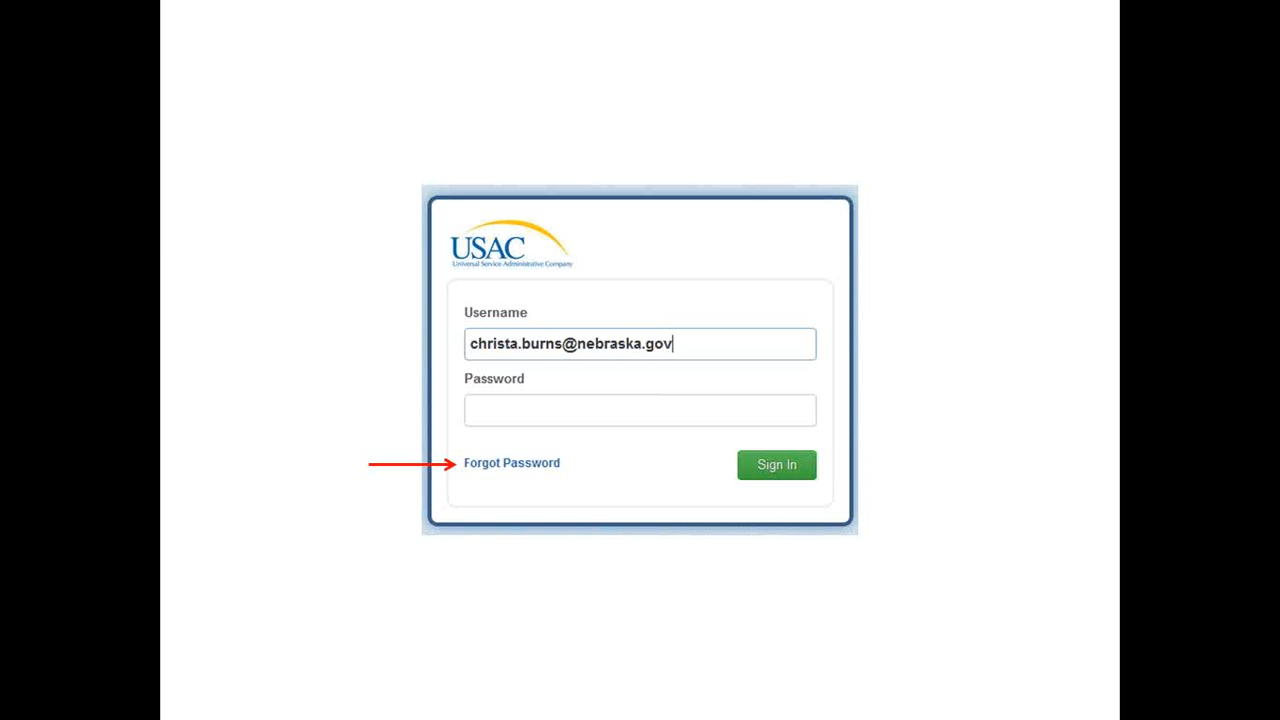 USAC
Universal Service Administrative Company
Username
christa.burns@nebraska.gov
Password
Forgot Password
Sign In